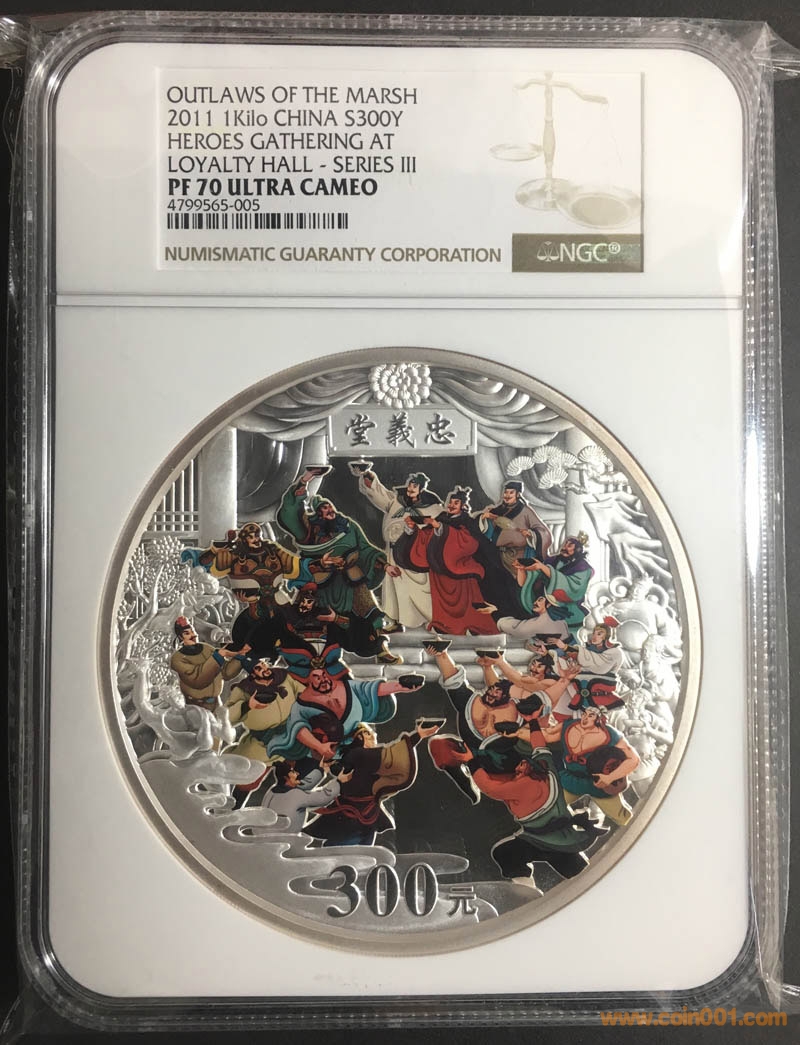 OUTLAWS OF THE MARSH
2011 1Kilo CHINA S300Y
HEROES GATHERING AT
LOYALTY HALL - SERIES III
PF 70 ULTRA CAMEO
4799565-005
NUMISMATIC GUARANTY CORPORATION
NGC®
堂義忠
300元
www.coin001.com